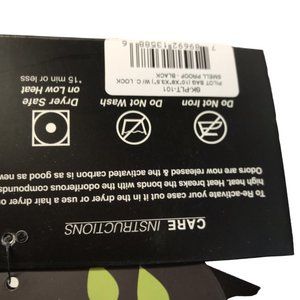 CARE INSTRUCTIONS
To Re-activate your case put it in the dryer or use a hair dryer
high heat. Heat breaks the bonds with the odoriferous compounds
Odors are now released & the activated carbon is as good as new
Do Not Iron
Do Not Wash
Dryer Safe
on Low Heat
*15 min or less
BK-PLT-101
PILOT BAG (10"X8"X3.5") W/ C LOCK
SMELL PROOF - BLACK